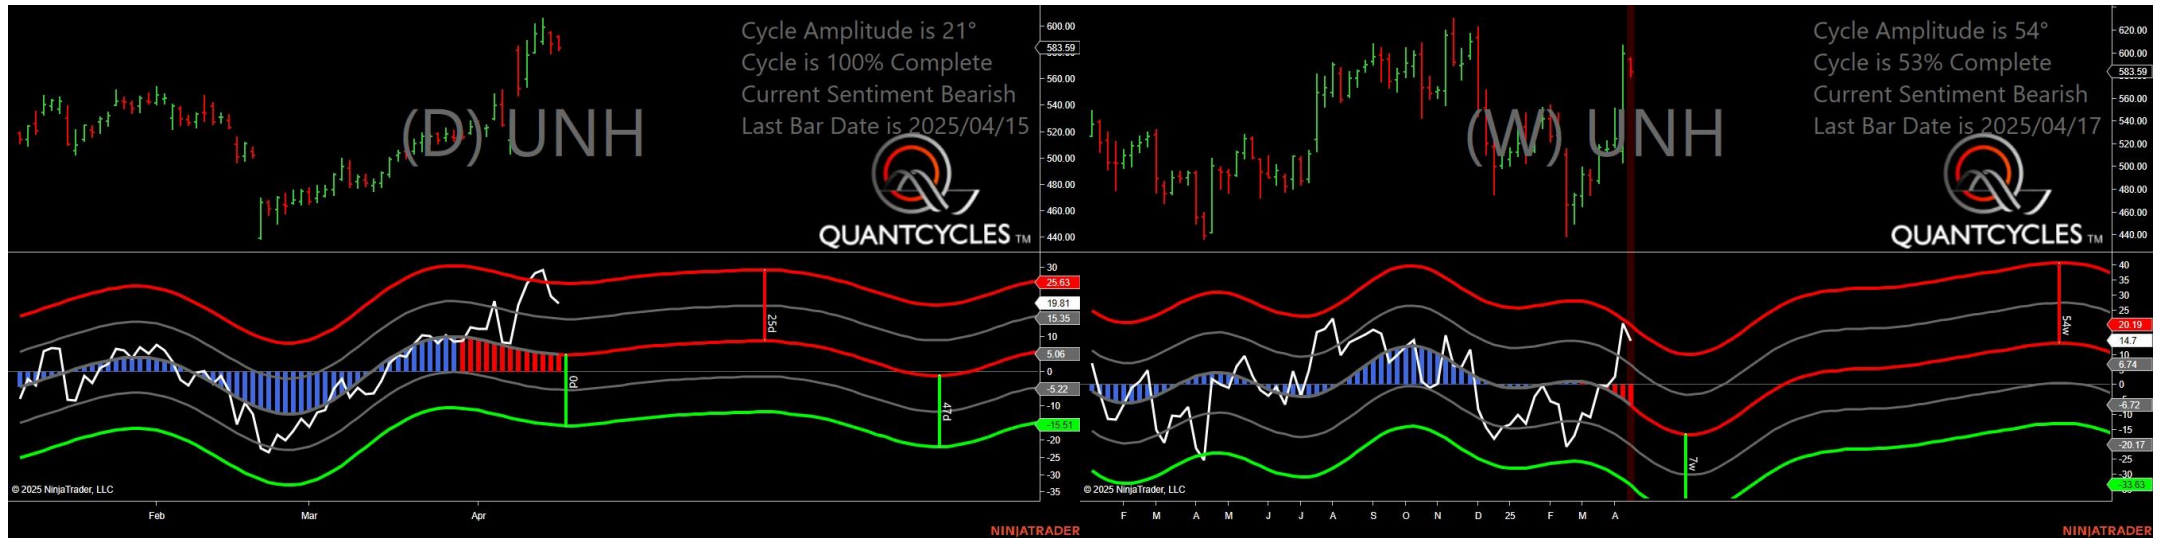 Cycle Amplitude is 21°
Cycle is 100% Complete
Current Sentiment Bearish
Last Bar Date is 2025/04/15
(D) UNH
QUANTCYCLES TM
600.00
583.59
560.00
540.00
520.00
500.00
480.00
460.00
440.00
30
25.63
19.81
15.35
10
5.06
0
-5.22
-10
-15.51
-20
-25
-30
-35
0d
25d
47d
© 2025 NinjaTrader, LLC
Feb Mar Apr
NINJATRADER
Cycle Amplitude is 54°
Cycle is 53% Complete
Current Sentiment Bearish
Last Bar Date is 2025/04/17
(W) UNH
QUANTCYCLES TM
620.00
600.00
583.59
560.00
540.00
520.00
500.00
480.00
460.00
440.00
40
35
30
25
20.19
14.7
10
6.74
0
-6.72
-10
-15
-20.17
-25
-30
-33.63
7w
54w
© 2025 NinjaTrader, LLC
F M A M J J A S O N D 25 F M A
NINJATRADER